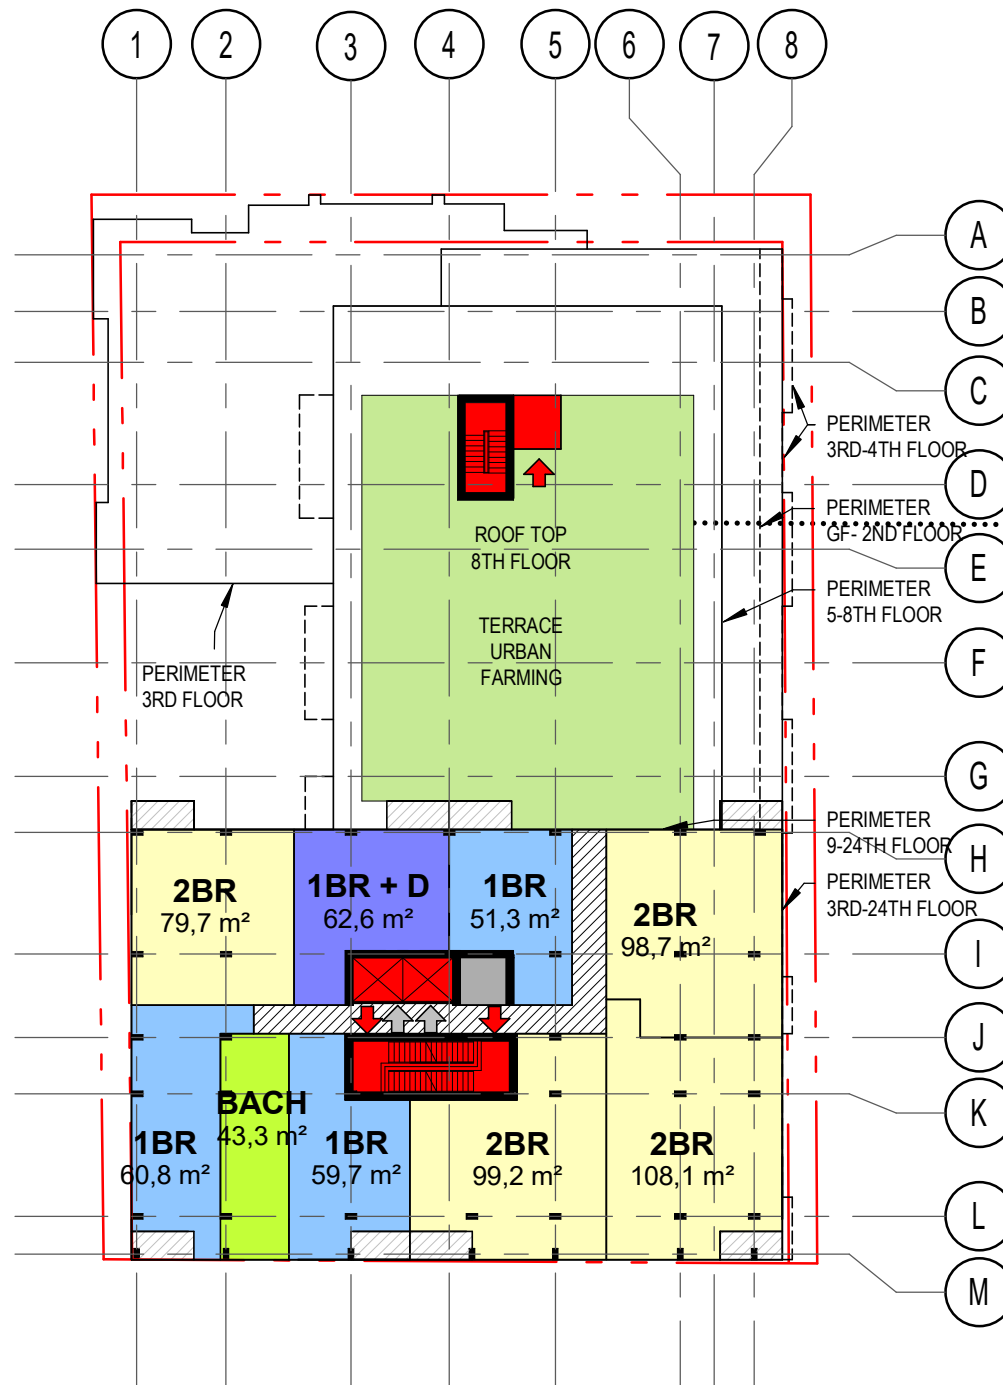 1 2 3 4 5 6 7 8
A
B
C
PERIMETER
3RD-4TH FLOOR
D
PERIMETER
GF- 2ND FLOOR
ROOF TOP
8TH FLOOR
E
PERIMETER
5-8TH FLOOR
TERRACE
URBAN
FARMING
F
PERIMETER
3RD FLOOR
G
PERIMETER
9-24TH FLOOR
H
PERIMETER
3RD-24TH FLOOR
2BR
79,7 m²
1BR + D
62,6 m²
1BR
51,3 m²
2BR
98,7 m²
I
J
K
BACH
43,3 m²
1BR
60,8 m²
1BR
59,7 m²
2BR
99,2 m²
2BR
108,1 m²
L
M